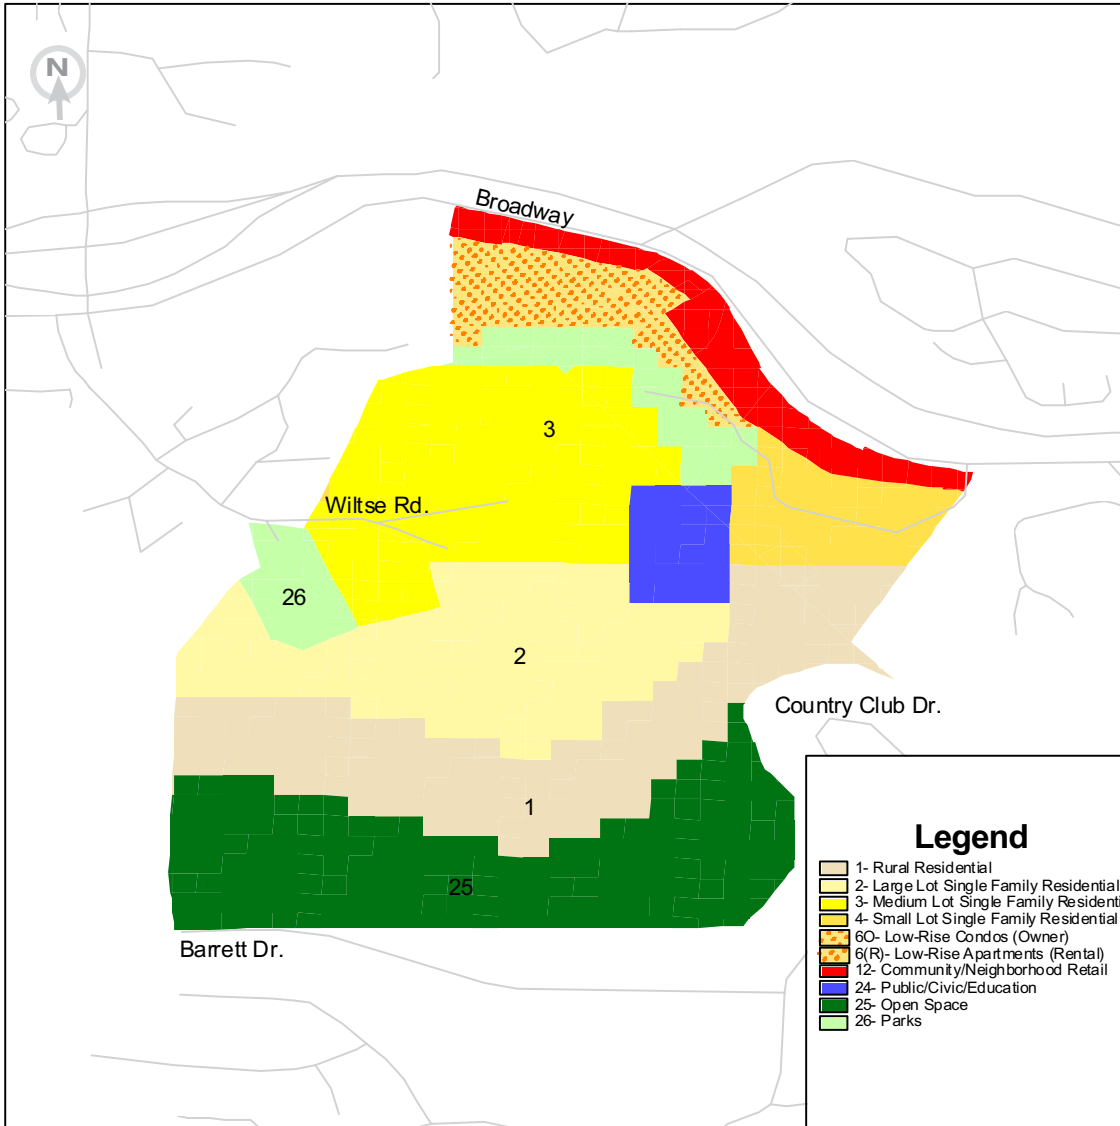 N
Broadway
3
Wiltse Rd.
26
2
Country Club Dr.
1
25
Barrett Dr.
Legend
1- Rural Residential
2- Large Lot Single Family Residential
3- Medium Lot Single Family Residenti
4- Small Lot Single Family Residential
6O- Low-Rise Condos (Owner)
6(R)- Low-Rise Apartments (Rental)
12- Community/Neighborhood Retail
24- Public/Civic/Education
25- Open Space
26- Parks